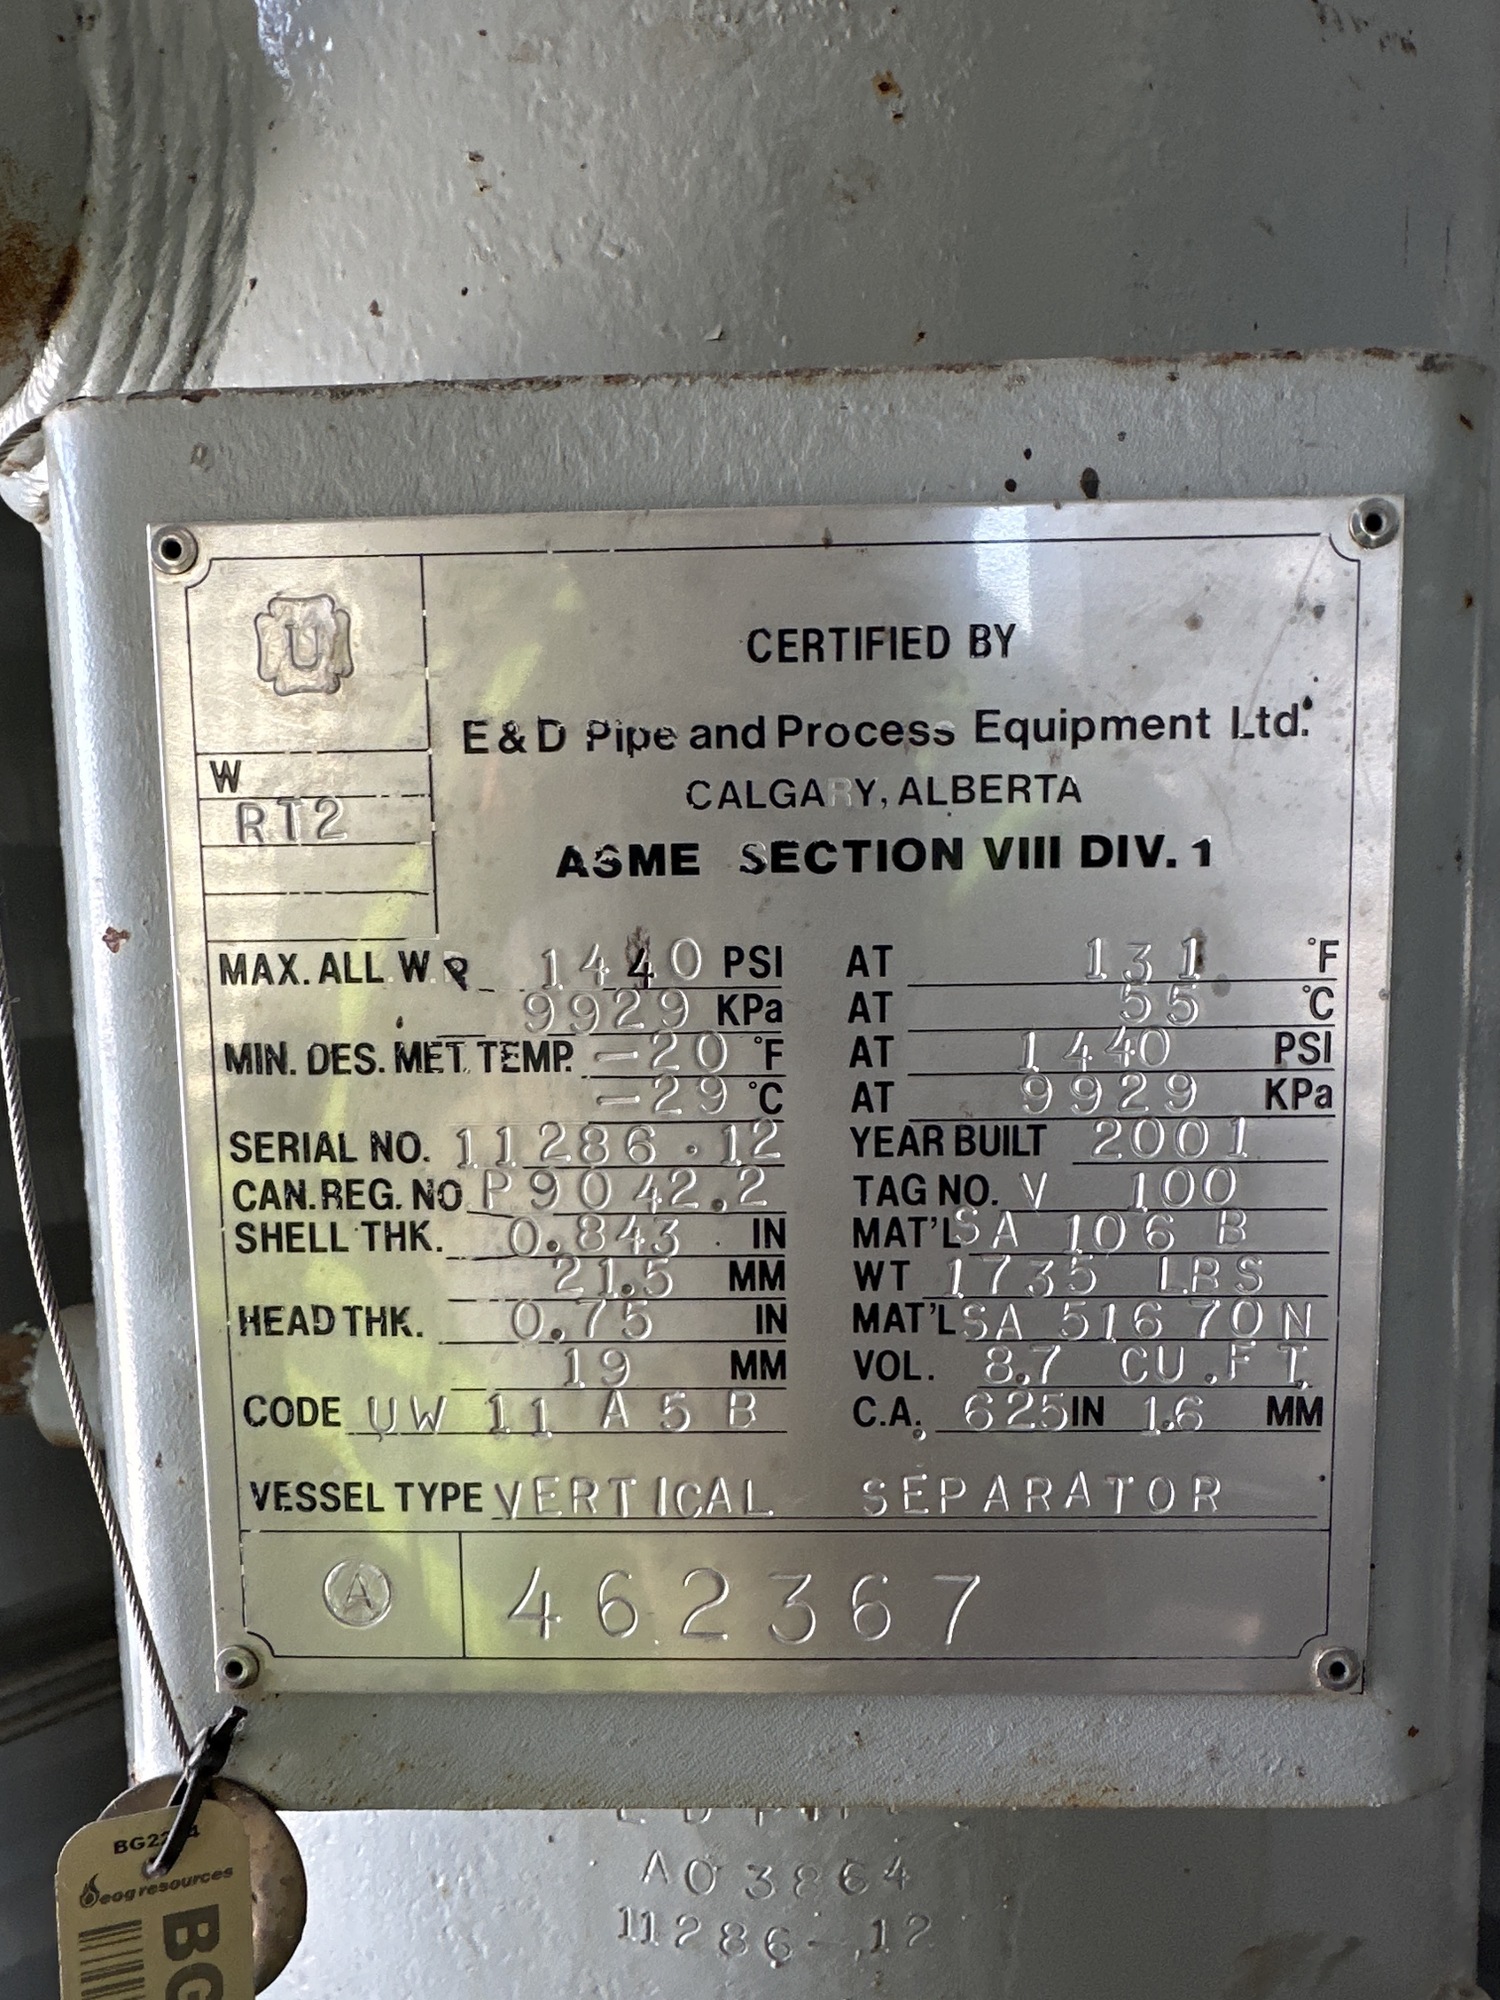 U
W
RT2
CERTIFIED BY
E & D Pipe and Process Equipment Ltd.
CALGARY, ALBERTA
ASME SECTION VIII DIV. 1
MAX. ALL. W. P. 1440 PSI AT 131 °F
9929 KPa AT 55 °C
MIN. DES. MET. TEMP. -20 °F AT 1440 PSI
-29 °C AT 9929 KPa
SERIAL NO. 11286.12 YEAR BUILT 2001
CAN. REG. NO P9042.2 TAG NO. V 100
SHELL THK. 0.843 IN MAT'L SA 106 B
21.5 MM WT 1735 LBS
HEAD THK. 0.75 IN MAT'L SA 516 70N
19 MM VOL. 8.7 CU.FT.
CODE UW 11 A 5 B C.A. .0625 IN 1.6 MM
VESSEL TYPE VERTICAL SEPARATOR
A 462367
A03864
11286-12
eog resources
BG